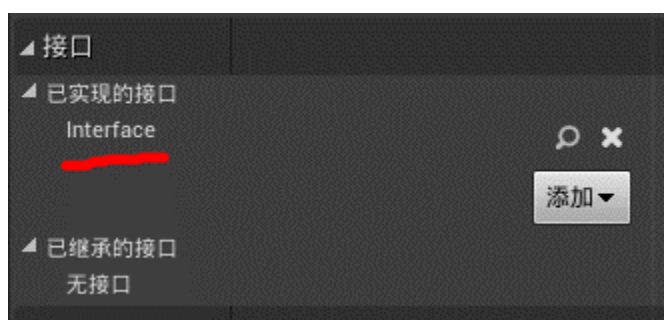 接口
已实现的接口
Interface
添加
已继承的接口
无接口